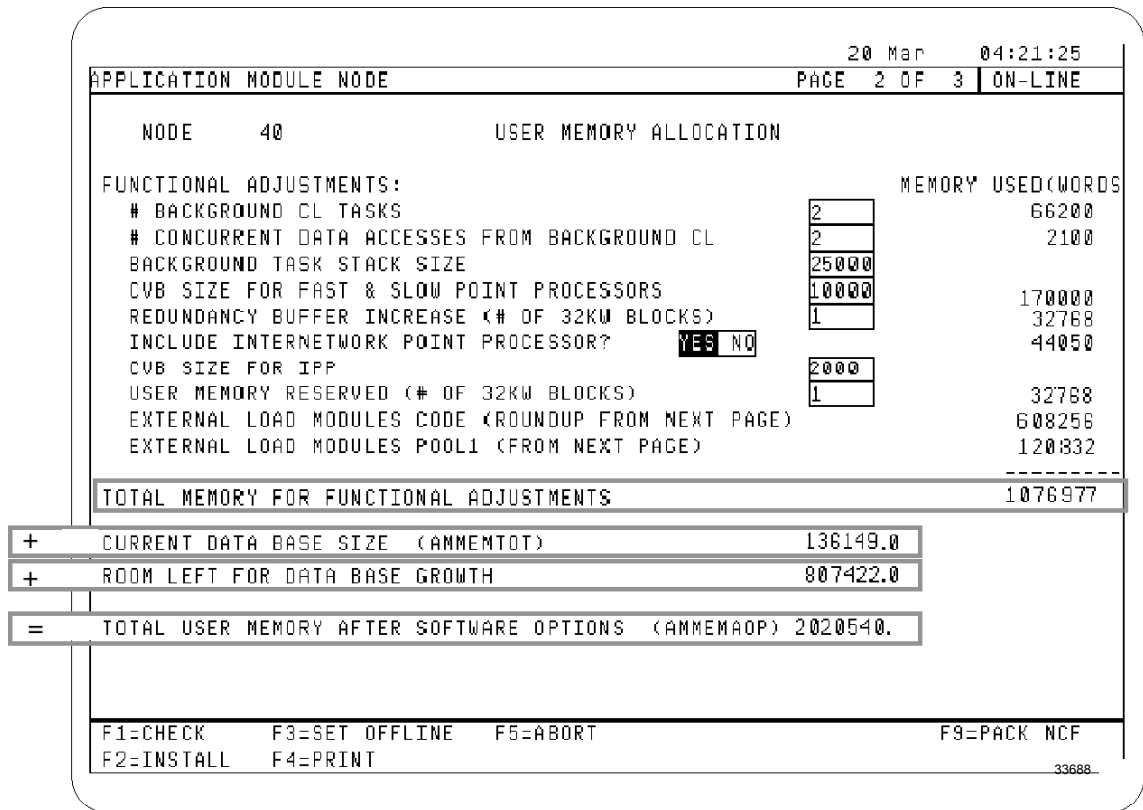 20 Mar 04:21:25
APPLICATION MODULE NODE PAGE 2 OF 3 ON-LINE
NODE 40 USER MEMORY ALLOCATION
FUNCTIONAL ADJUSTMENTS: MEMORY USED(WORDS
# BACKGROUND CL TASKS 2 66200
# CONCURRENT DATA ACCESSES FROM BACKGROUND CL 2 2100
BACKGROUND TASK STACK SIZE 25000
CVB SIZE FOR FAST & SLOW POINT PROCESSORS 10000 170000
REDUNDANCY BUFFER INCREASE (# OF 32KW BLOCKS) 1 32768
INCLUDE INTERNETWORK POINT PROCESSOR? YES NO 44050
CVB SIZE FOR IPP 2000
USER MEMORY RESERVED (# OF 32KW BLOCKS) 1 32768
EXTERNAL LOAD MODULES CODE (ROUNDUP FROM NEXT PAGE) 608256
EXTERNAL LOAD MODULES POOL1 (FROM NEXT PAGE) 120832
---------
TOTAL MEMORY FOR FUNCTIONAL ADJUSTMENTS 1076977
+ CURRENT DATA BASE SIZE (AMMEMTOT) 136149.0
+ ROOM LEFT FOR DATA BASE GROWTH 807422.0
= TOTAL USER MEMORY AFTER SOFTWARE OPTIONS (AMMEMAOP) 2020540.
F1=CHECK F3=SET OFFLINE F5=ABORT F9=PACK NCF
F2=INSTALL F4=PRINT
33688